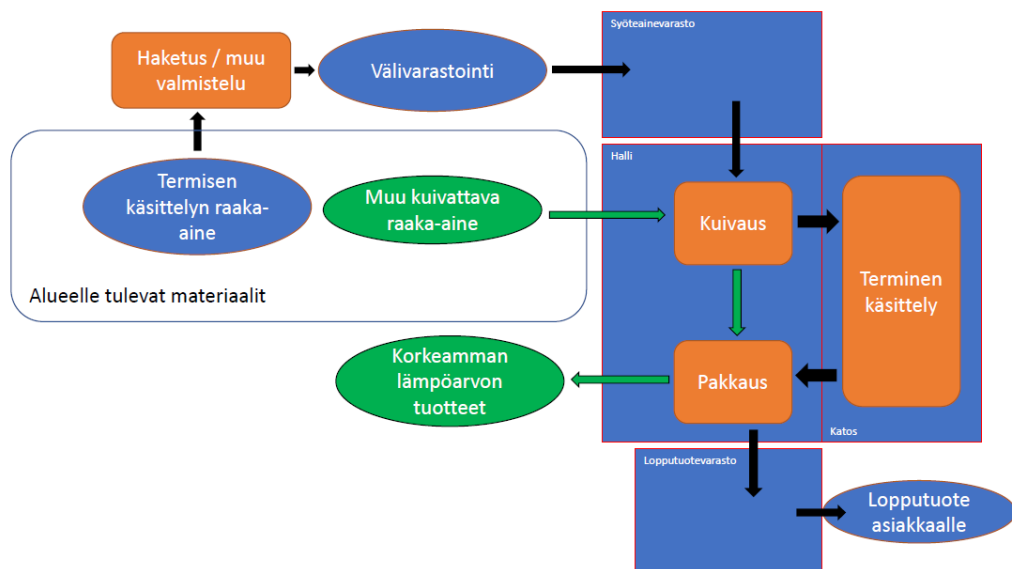 Syöteainevarasto
Haketus / muu
valmistelu
Välivarastointi
Halli
Termisen
käsittelyn raaka-
aine
Muu kuivattava
raaka-aine
Kuivaus
Terminen
käsittely
Alueelle tulevat materiaalit
Korkeamman
lämpöarvon
tuotteet
Pakkaus
Katos
Lopputuotevarasto
Lopputuote
asiakkaalle